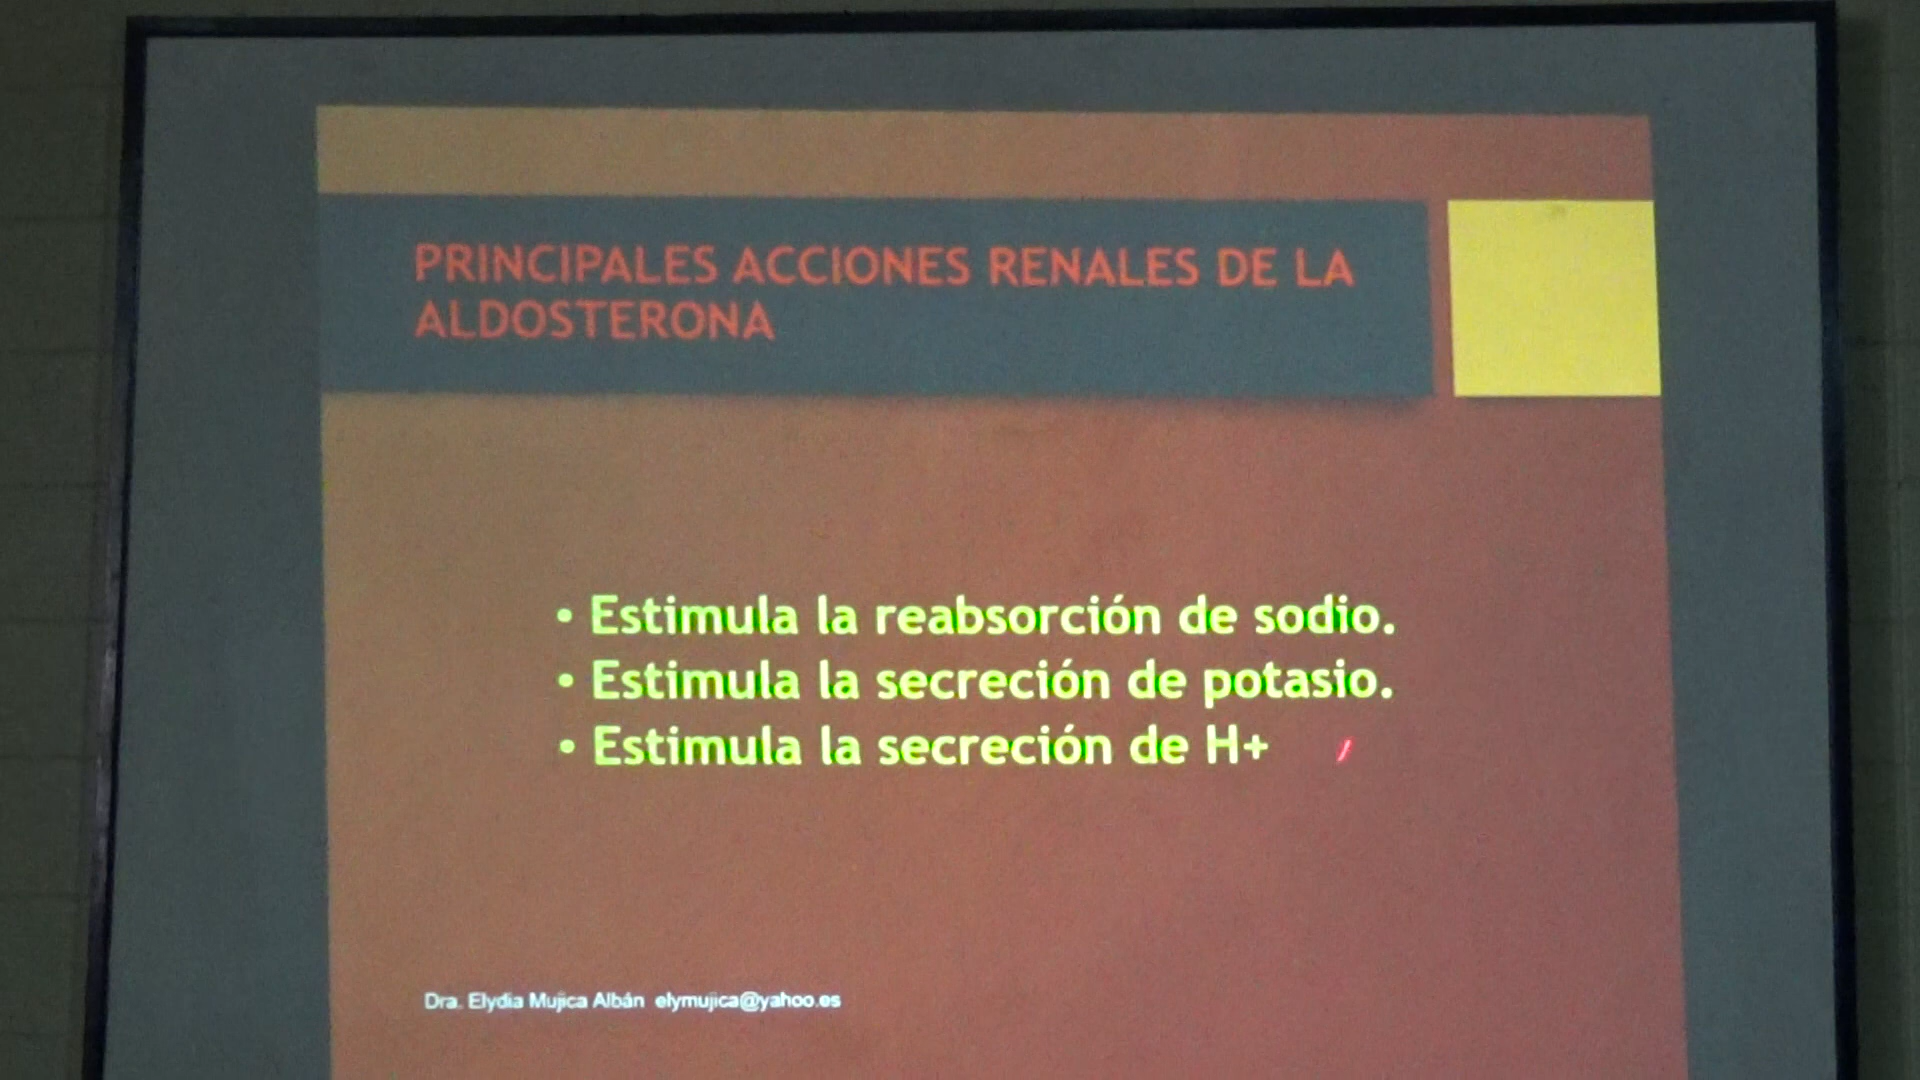 PRINCIPALES ACCIONES RENALES DE LA
ALDOSTERONA
• Estimula la reabsorción de sodio.
• Estimula la secreción de potasio.
• Estimula la secreción de H+
Dra. Elydia Mujica Albán elymujica@yahoo.es